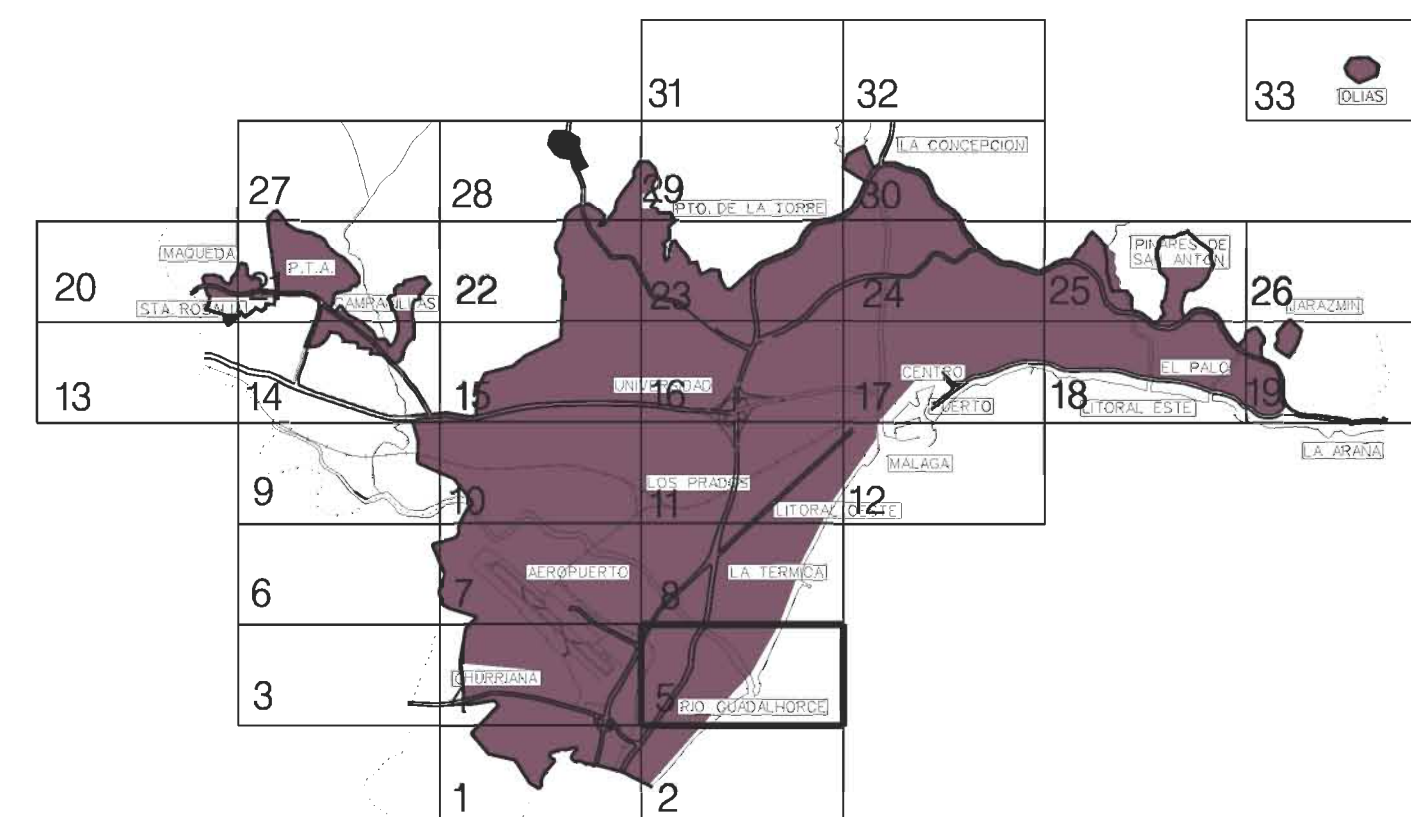 31
32
33
OLIAS
LA CONCEPCION
27
28
29
PTO. DE LA TORRE
30
MAQUEDA
P.T.A.
PINARES DE
SAN ANTON
20
21
STA. ROSALIA
CAMPANILLAS
22
23
24
25
26
JARAZMIN
13
14
15
UNIVERSIDAD
16
17
CENTRO
PUERTO
18
LITORAL ESTE
EL PALO
19
LA ARAÑA
MALAGA
9
10
LOS PRADOS
11
LITORAL OESTE
12
6
7
AEROPUERTO
8
LA TERMICA
3
CHURRIANA
5
RIO GUADALHORCE
1
2